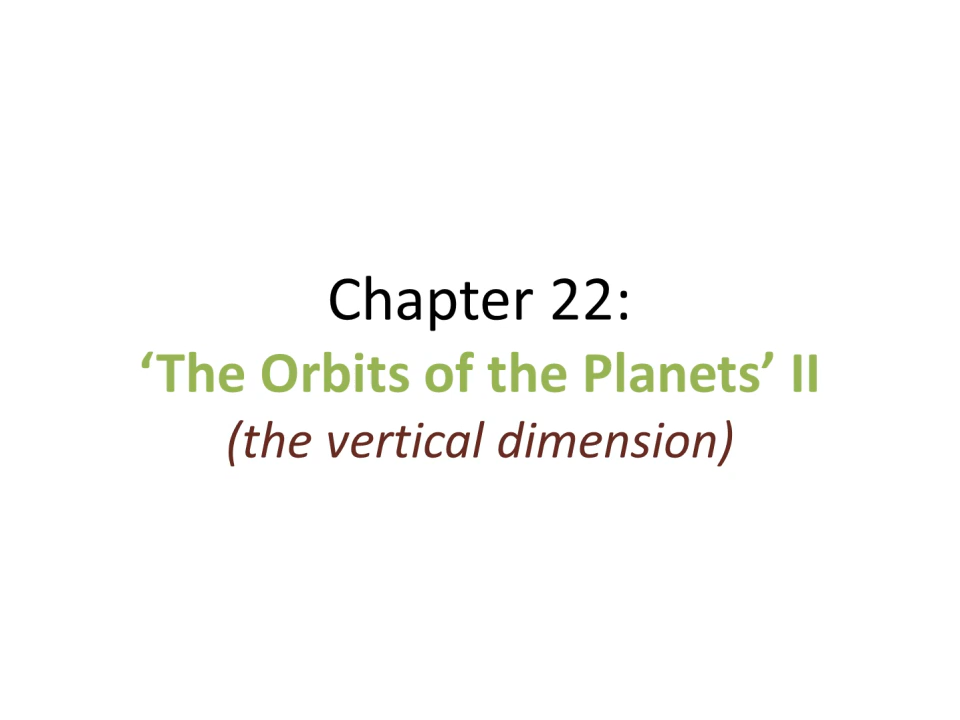 Chapter 22:
‘The Orbits of the Planets’ II
(the vertical dimension)